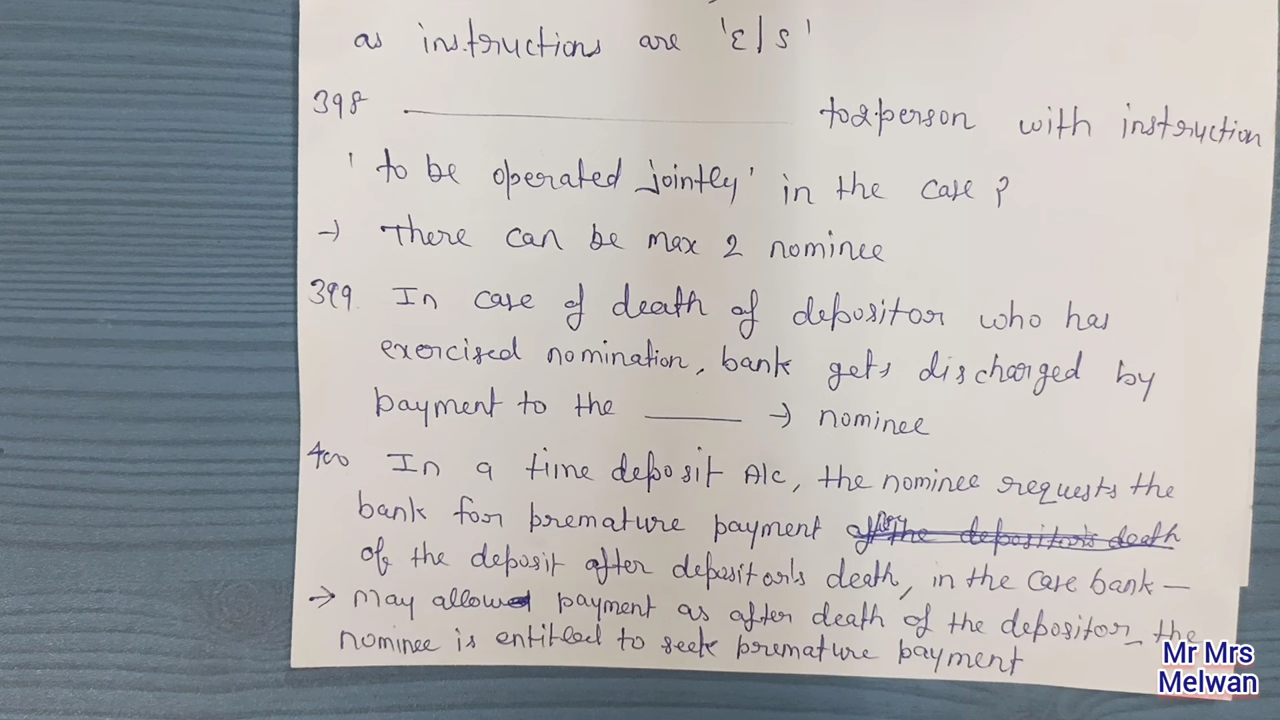 as instructions are 'E/S'
398 ________ to 2 person with instruction
'to be operated jointly' in the case ?
→ There can be max 2 nominee
399. In case of death of depositor who has
exercised nomination, bank gets discharged by
payment to the ____ → nominee
400 In a time deposit A/c, the nominee requests the
bank for premature payment after the depositor's death
of the deposit after depositor's death, in the case bank —
→ may allowed payment as after death of the depositor, the
nominee is entitled to seek premature payment
Mr Mrs
Melwan